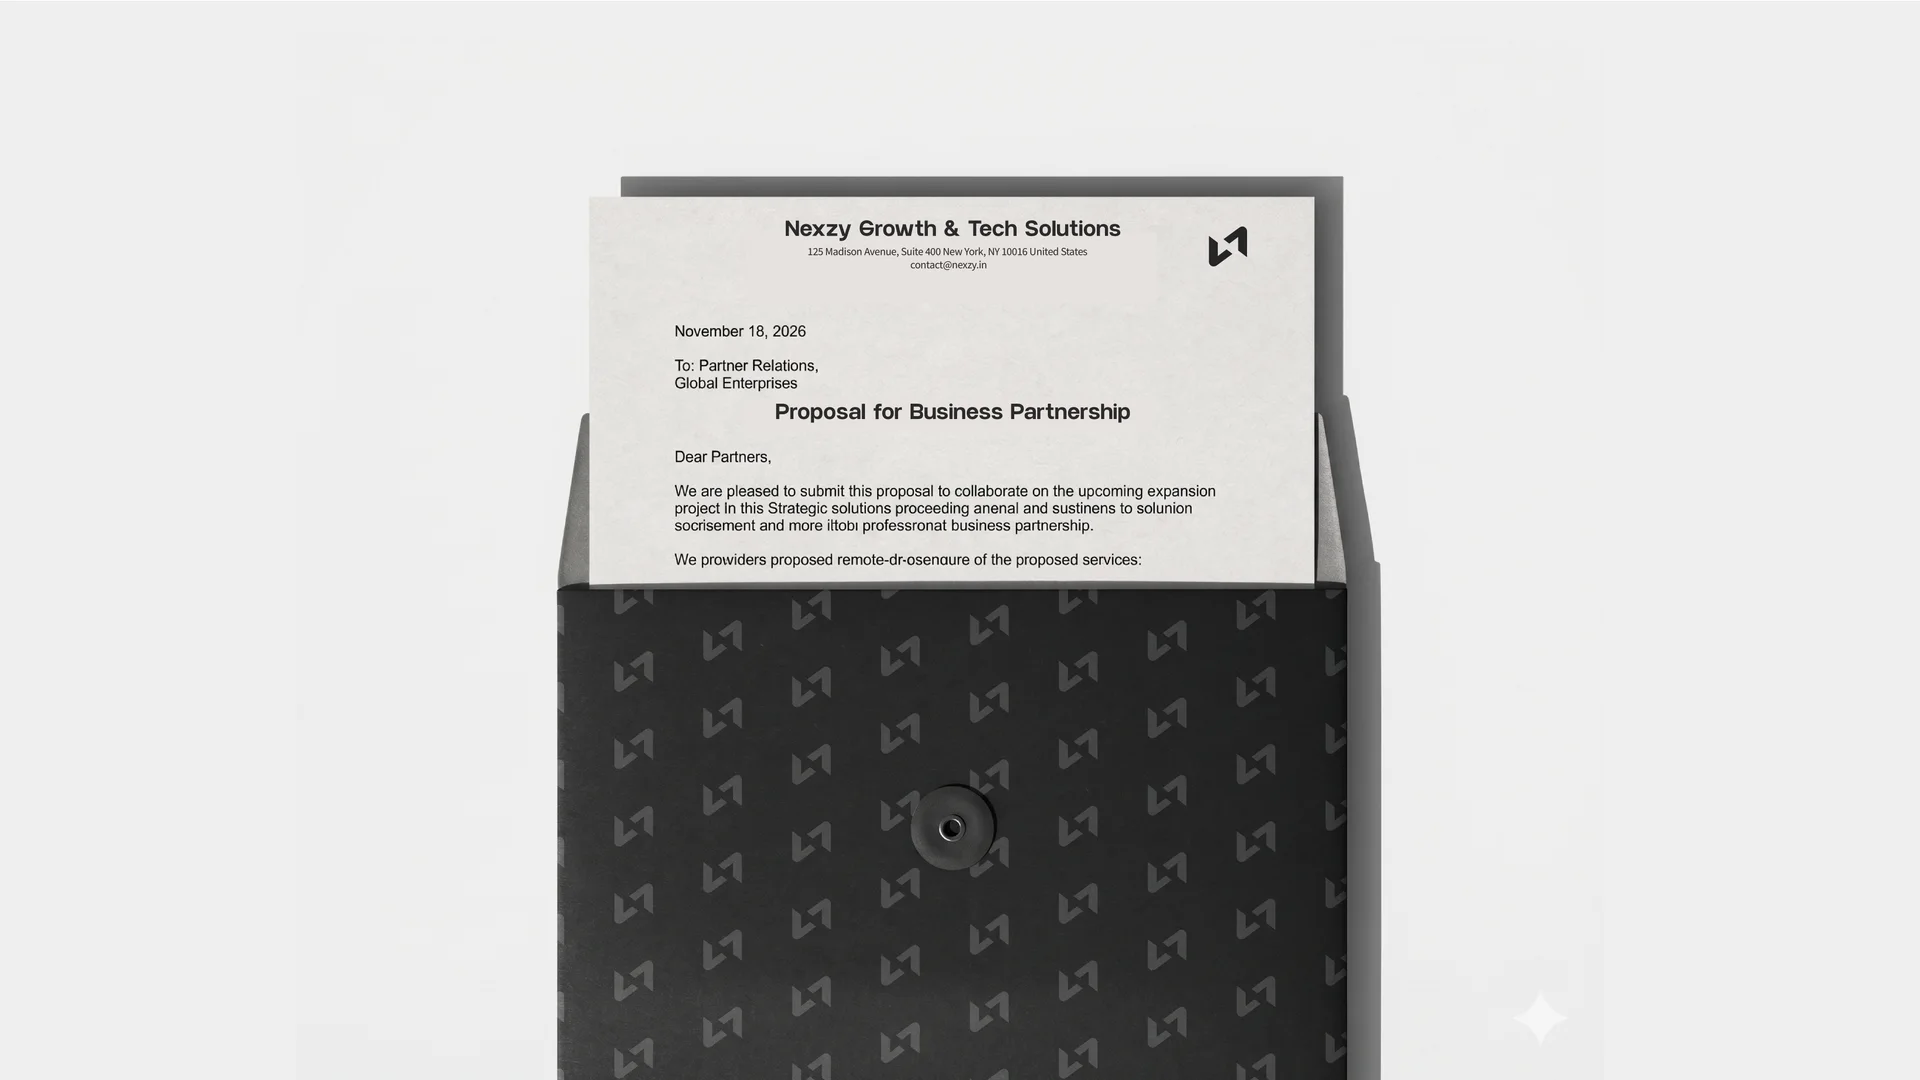 Nexzy Growth & Tech Solutions
125 Madison Avenue, Suite 400 New York, NY 10016 United States
contact@nexzy.in
November 18, 2026
To: Partner Relations,
Global Enterprises
Proposal for Business Partnership
Dear Partners,
We are pleased to submit this proposal to collaborate on the upcoming expansion
project In this Strategic solutions proceeding anenal and sustinens to solunion
socrisement and more iltobi professronat business partnership.
We prowiders proposed remote-dr-osenqure of the proposed services: